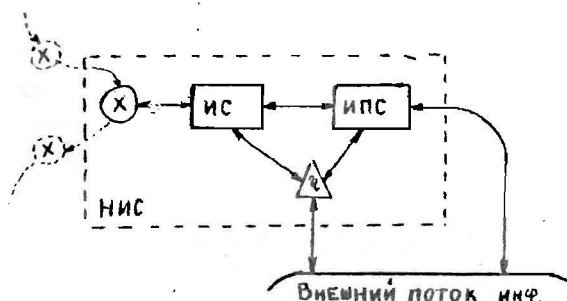 X
X
ИС
ИПС
X
Ч
НИС
ВНЕШНИЙ ПОТОК ИНФ.